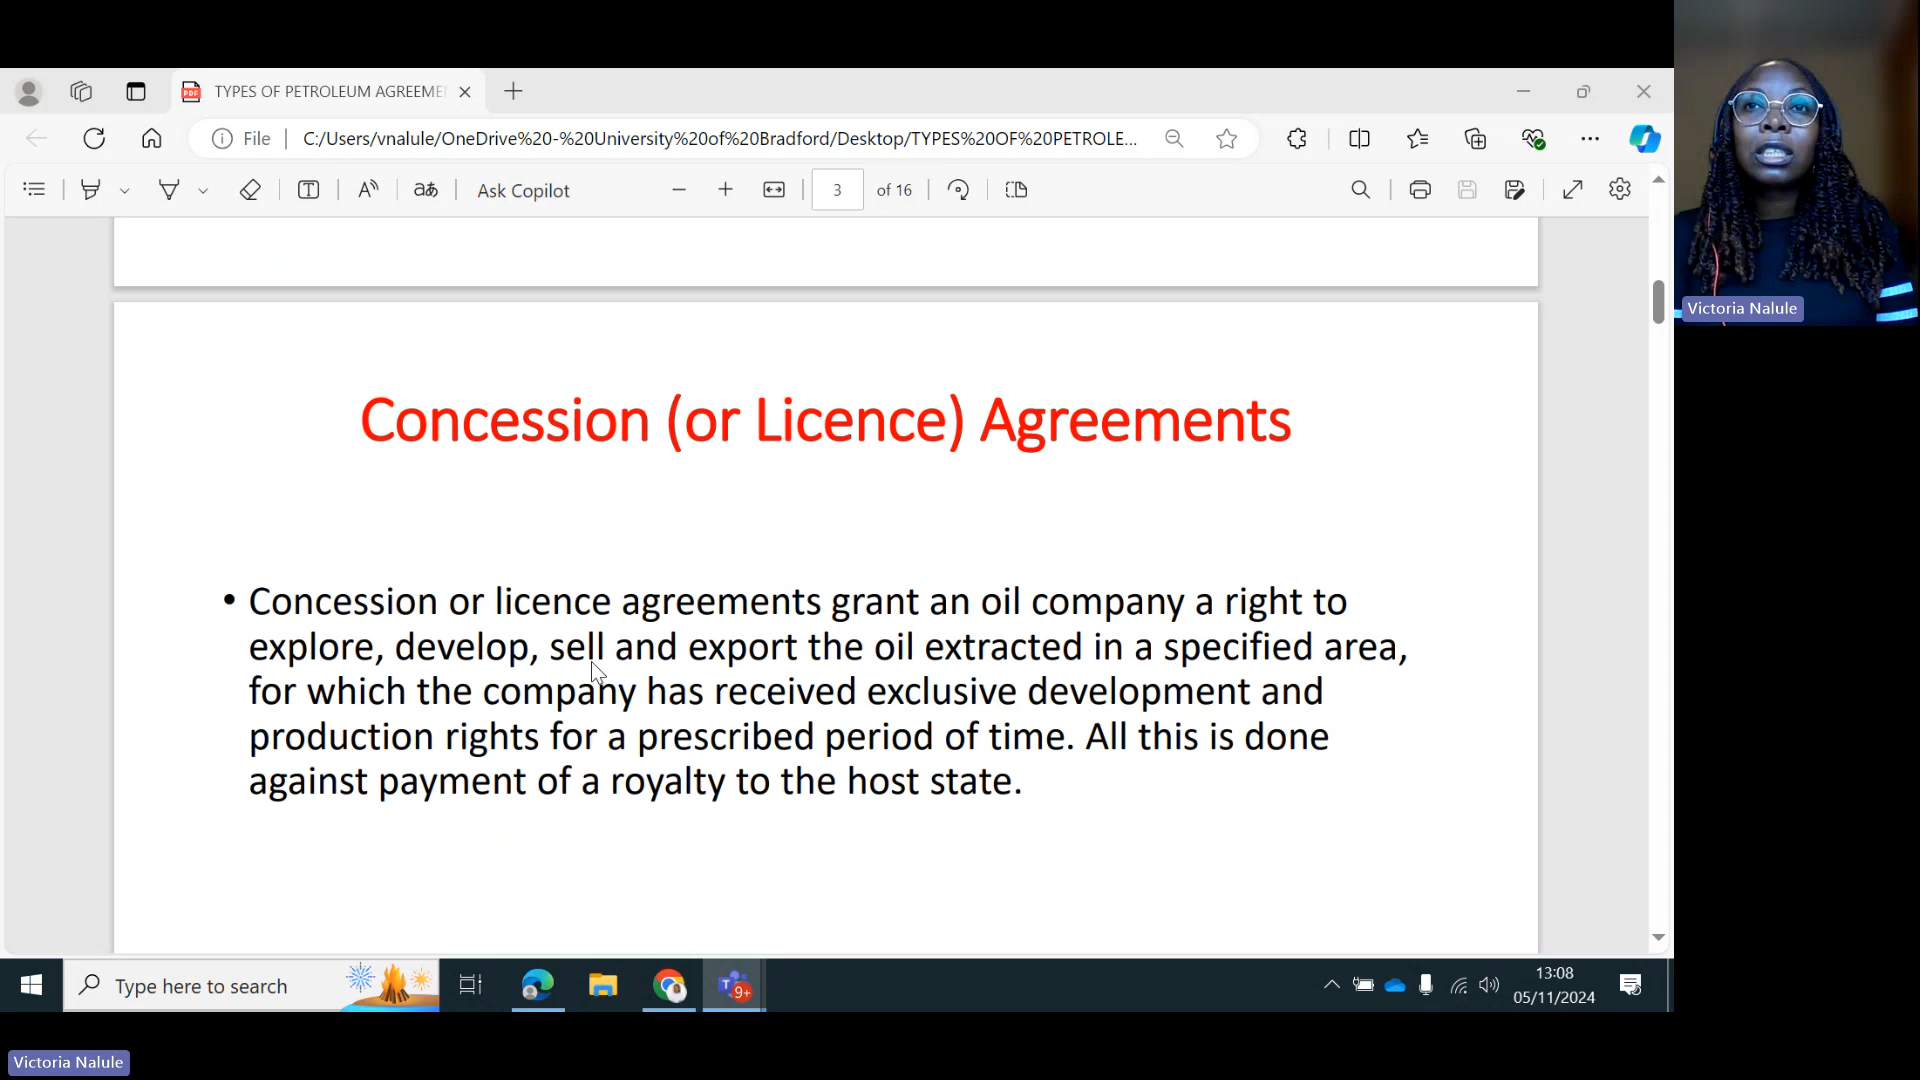 TYPES OF PETROLEUM AGREEME
File
C:/Users/vnalule/OneDrive%20-%20University%20of%20Bradford/Desktop/TYPES%20OF%20PETROLE...
Ask Copilot
3 of 16
Victoria Nalule
Concession (or Licence) Agreements
• Concession or licence agreements grant an oil company a right to
explore, develop, sell and export the oil extracted in a specified area,
for which the company has received exclusive development and
production rights for a prescribed period of time. All this is done
against payment of a royalty to the host state.
Type here to search
9+
13:08
05/11/2024
Victoria Nalule